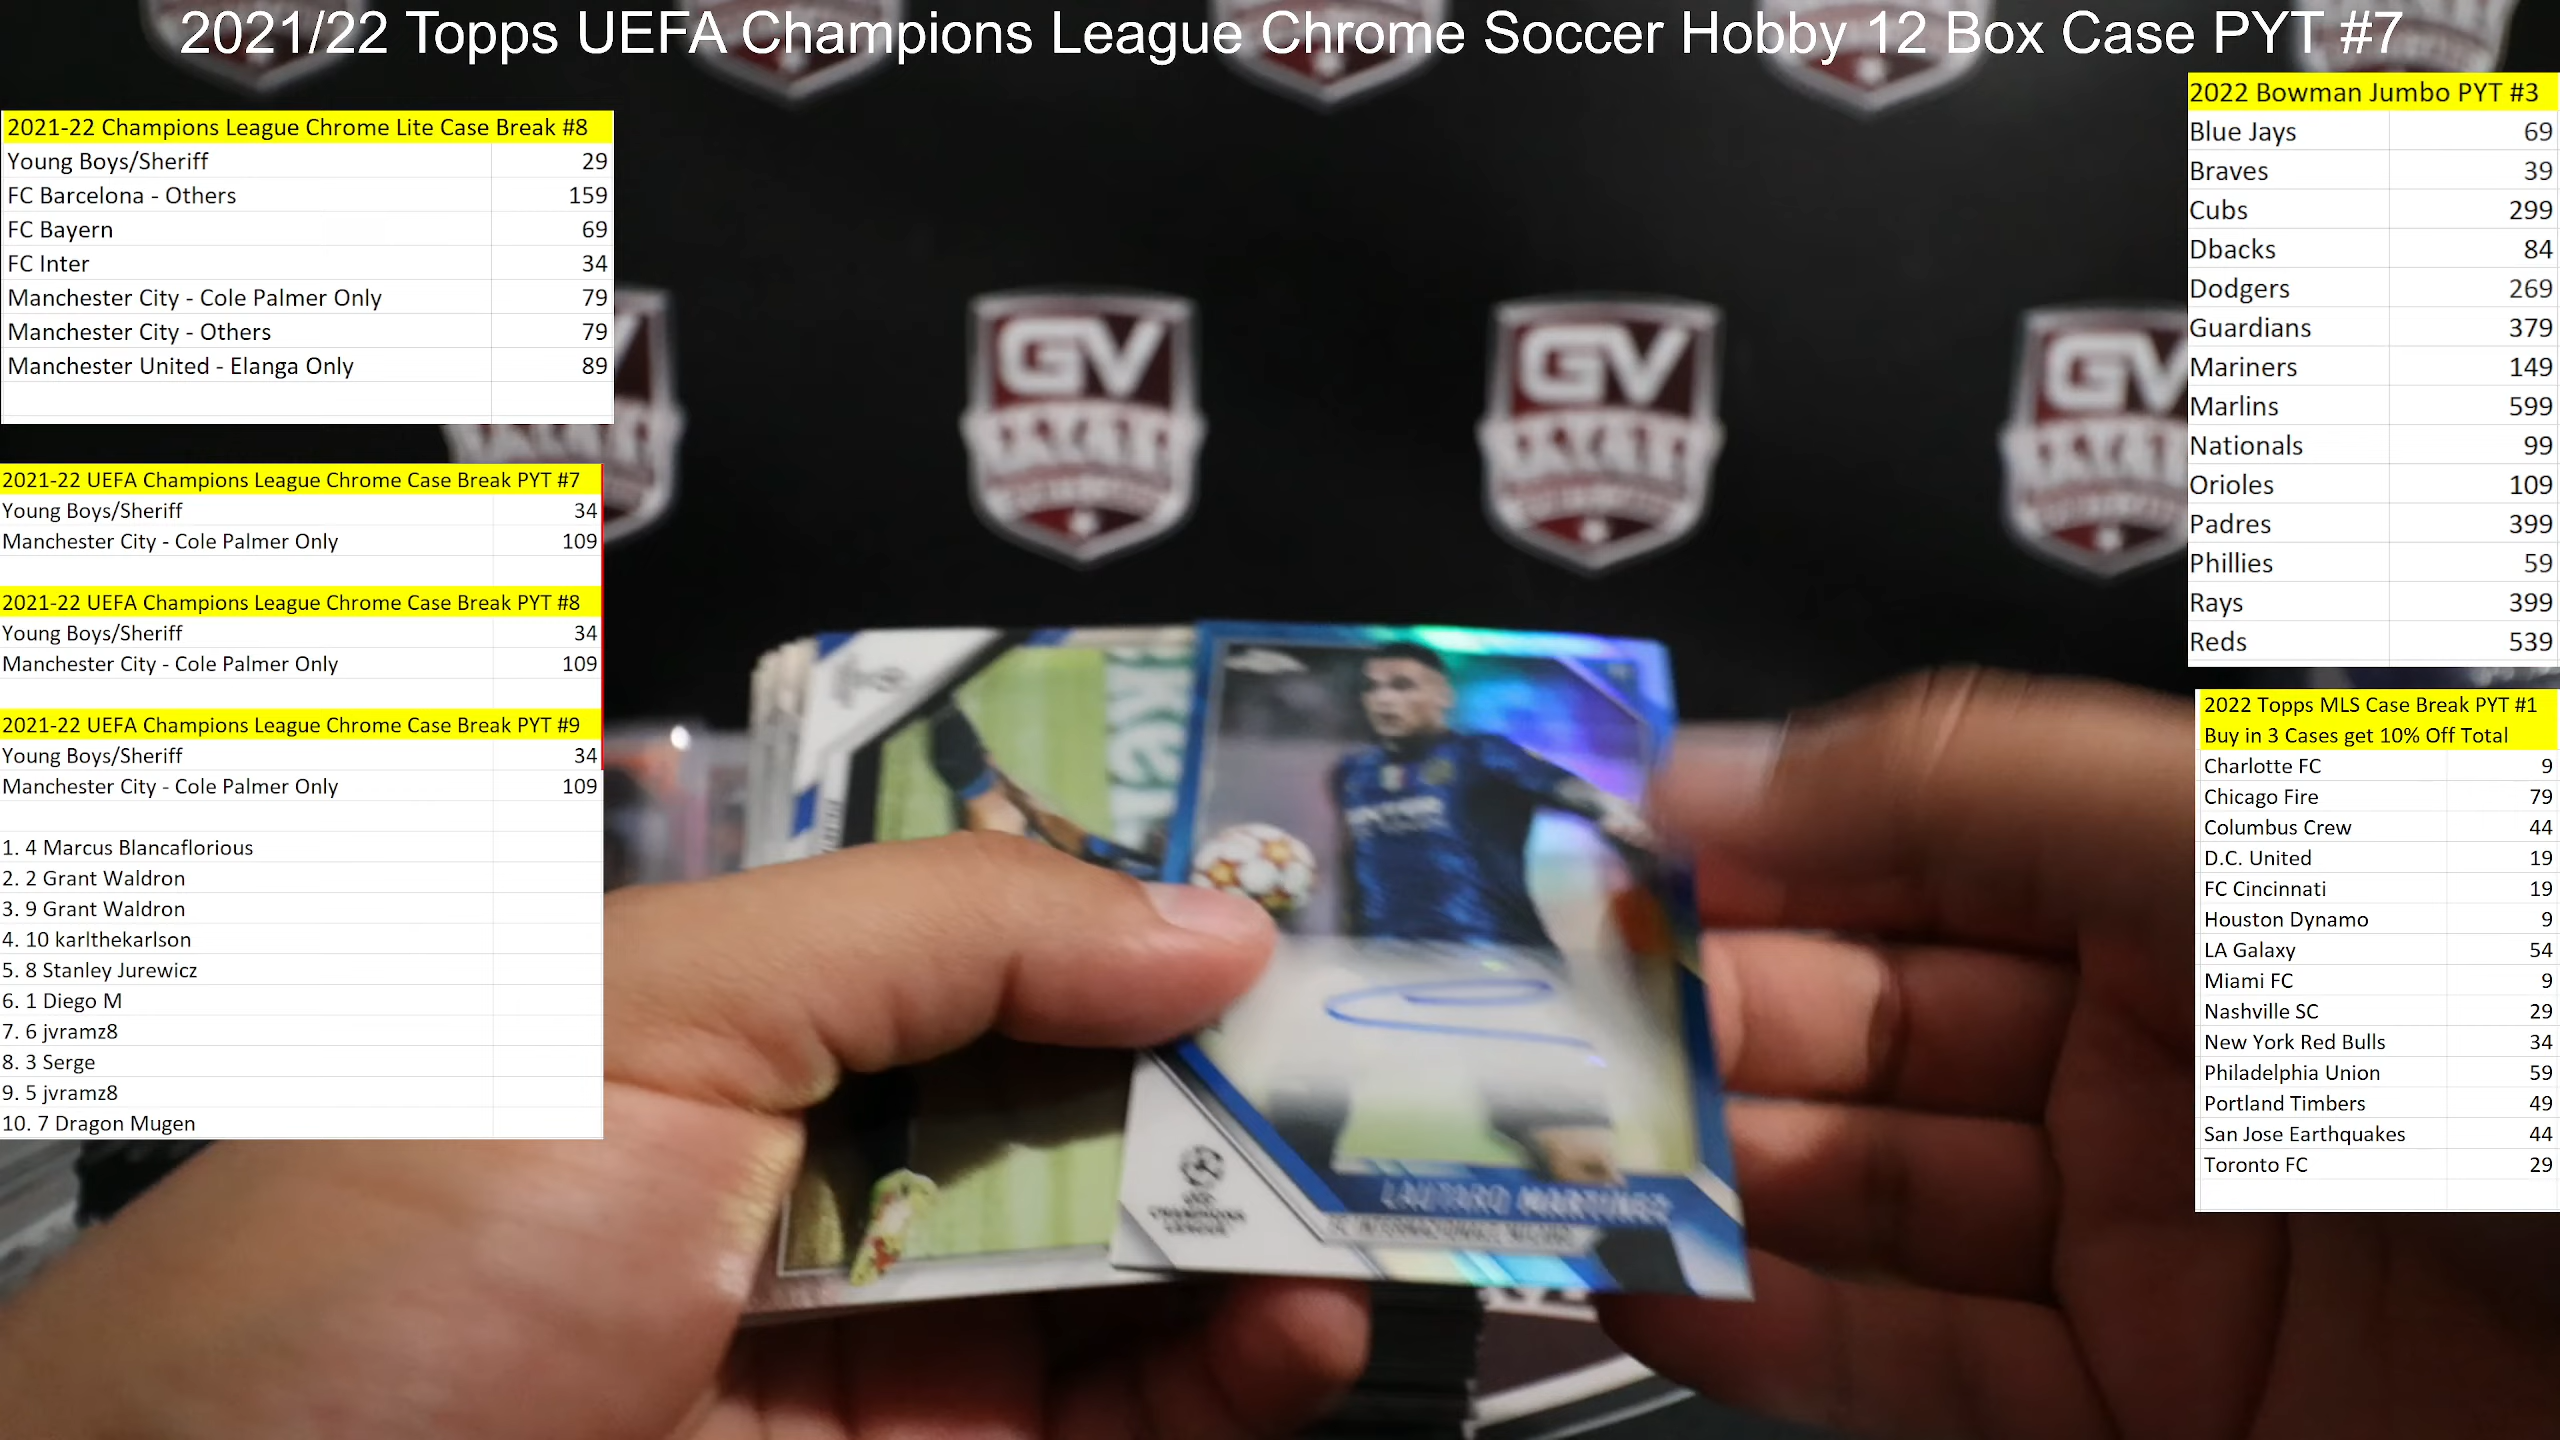 2021/22 Topps UEFA Champions League Chrome Soccer Hobby 12 Box Case PYT #7
2021-22 Champions League Chrome Lite Case Break #8
Young Boys/Sheriff 29
FC Barcelona - Others 159
FC Bayern 69
FC Inter 34
Manchester City - Cole Palmer Only 79
Manchester City - Others 79
Manchester United - Elanga Only 89
2021-22 UEFA Champions League Chrome Case Break PYT #7
Young Boys/Sheriff 34
Manchester City - Cole Palmer Only 109
2021-22 UEFA Champions League Chrome Case Break PYT #8
Young Boys/Sheriff 34
Manchester City - Cole Palmer Only 109
2021-22 UEFA Champions League Chrome Case Break PYT #9
Young Boys/Sheriff 34
Manchester City - Cole Palmer Only 109
1. 4 Marcus Blancaflorious
2. 2 Grant Waldron
3. 9 Grant Waldron
4. 10 karlthekarlson
5. 8 Stanley Jurewicz
6. 1 Diego M
7. 6 jvramz8
8. 3 Serge
9. 5 jvramz8
10. 7 Dragon Mugen
2022 Bowman Jumbo PYT #3
Blue Jays 69
Braves 39
Cubs 299
Dbacks 84
Dodgers 269
Guardians 379
Mariners 149
Marlins 599
Nationals 99
Orioles 109
Padres 399
Phillies 59
Rays 399
Reds 539
2022 Topps MLS Case Break PYT #1
Buy in 3 Cases get 10% Off Total
Charlotte FC 9
Chicago Fire 79
Columbus Crew 44
D.C. United 19
FC Cincinnati 19
Houston Dynamo 9
LA Galaxy 54
Miami FC 9
Nashville SC 29
New York Red Bulls 34
Philadelphia Union 59
Portland Timbers 49
San Jose Earthquakes 44
Toronto FC 29
GV
GV
GV
CHAMPIONS
LEAGUE
LAUTARO MARTÍNEZ
FC INTERNAZIONALE MILANO